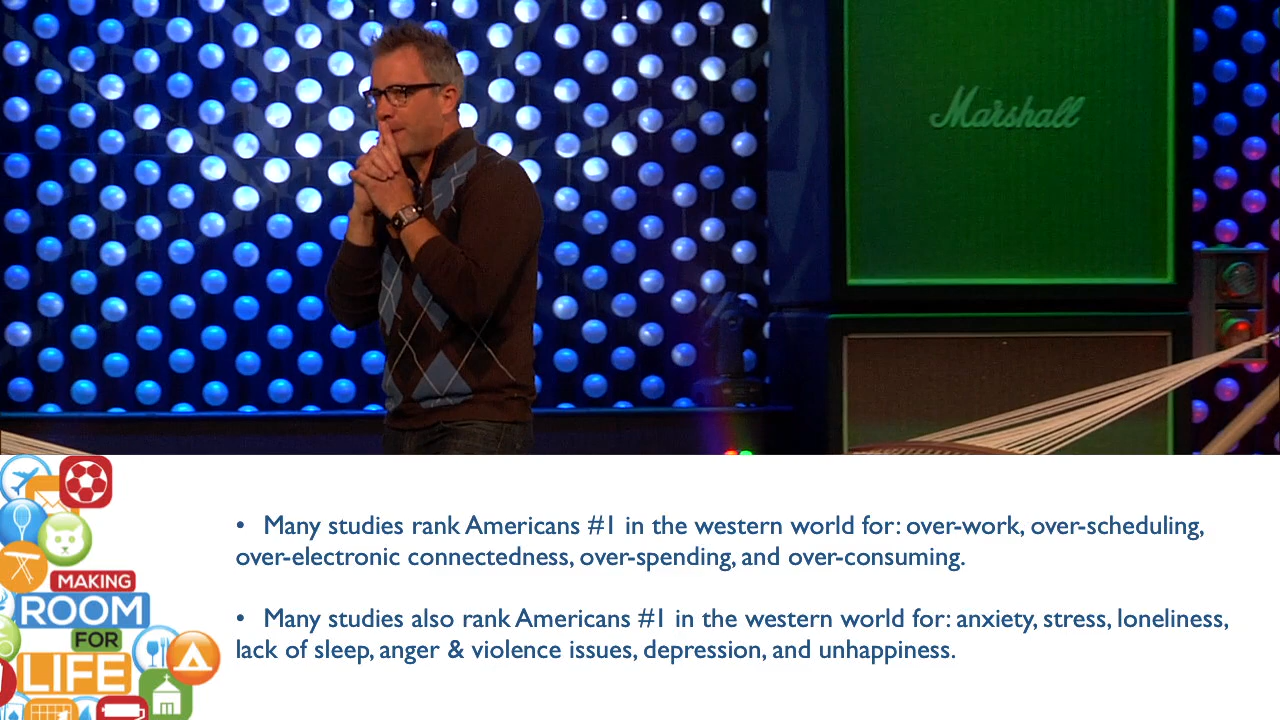 Marshall
• Many studies rank Americans #1 in the western world for: over-work, over-scheduling,
over-electronic connectedness, over-spending, and over-consuming.
• Many studies also rank Americans #1 in the western world for: anxiety, stress, loneliness,
lack of sleep, anger & violence issues, depression, and unhappiness.
MAKING
ROOM
FOR
LIFE